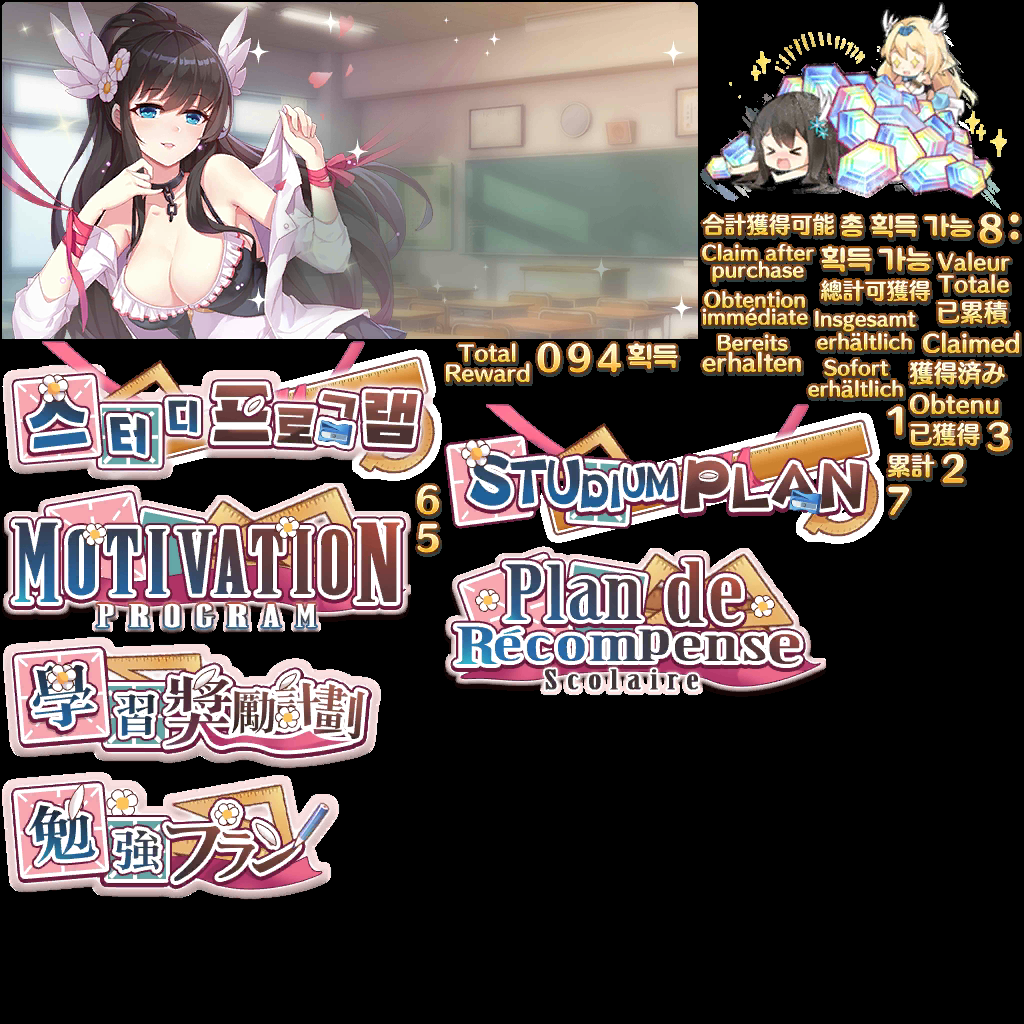 合計獲得可能
총 획득 가능
8:
Claim after
purchase
획득 가능
Valeur
Totale
Obtention
immédiate
總計可獲得
已累積
Insgesamt
erhältlich
Claimed
Bereits
erhalten
Sofort
erhältlich
獲得済み
Total
Reward
094
획득
1
Obtenu
已獲得
3
累計
2
7
6
5
스터디 프로그램
STUDIUM PLAN
MOTIVATION
PROGRAM
Plan de
Récompense
Scolaire
學習獎勵計劃
勉強プラン